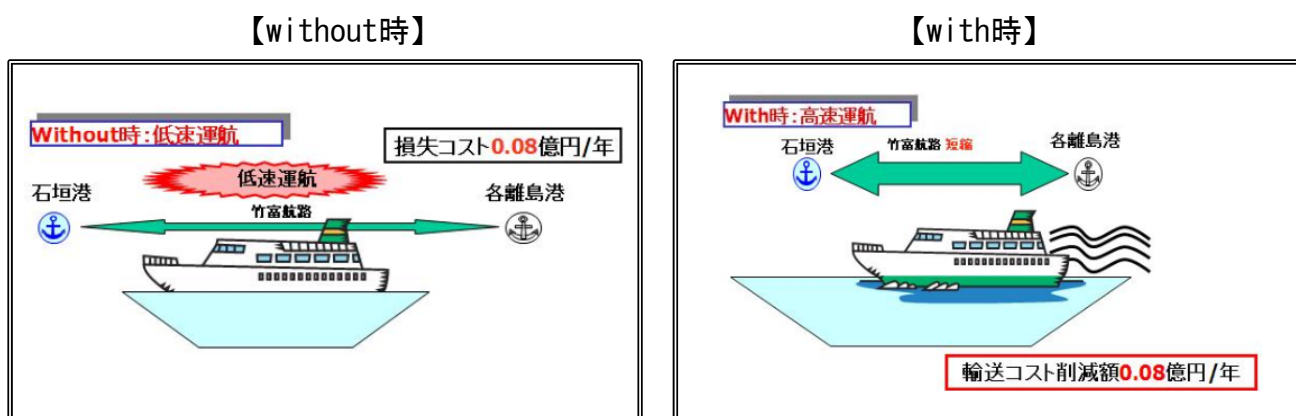 【without時】
Without時:低速運航
損失コスト0.08億円/年
低速運航
石垣港
各離島港
竹富航路
【with時】
With時:高速運航
石垣港
竹富航路 短縮
各離島港
輸送コスト削減額0.08億円/年